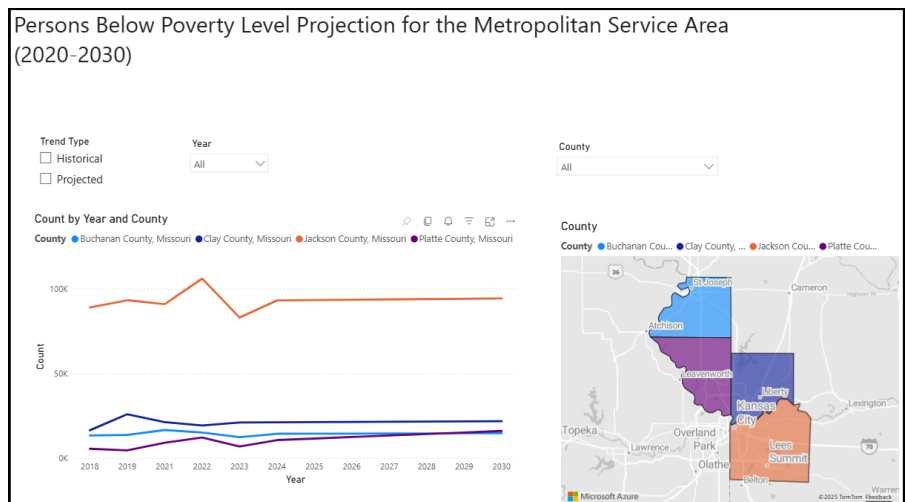 Persons Below Poverty Level Projection for the Metropolitan Service Area
(2020-2030)
Trend Type
Historical
Projected
Year
All
County
All
Count by Year and County
County Buchanan County, Missouri Clay County, Missouri Jackson County, Missouri Platte County, Missouri
100K
50K
0K
Count
2018 2019 2021 2022 2023 2024 2025 2026 2027 2028 2029 2030
Year
County
County Buchanan Cou... Clay County, ... Jackson Cou... Platte Cou...
36
St Joseph
Cameron
Highway 36
Atchison
Leavenworth
Liberty
Kansas
City
Lexington
Topeka
Lawrence
Overland
Park
Olathe
Lees
Summit
70
Belton
Warren
Microsoft Azure
©2025 TomTom Feedback